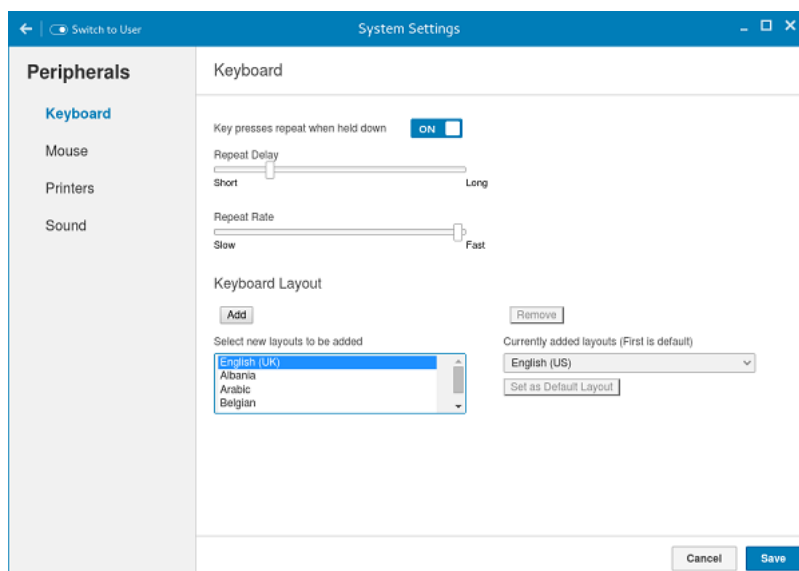 Switch to User
System Settings
Peripherals
Keyboard
Mouse
Printers
Sound
Keyboard
Key presses repeat when held down ON
Repeat Delay
Short Long
Repeat Rate
Slow Fast
Keyboard Layout
Add Remove
Select new layouts to be added Currently added layouts (First is default)
English (UK) English (US)
Albania
Arabic Set as Default Layout
Belgian
Cancel Save